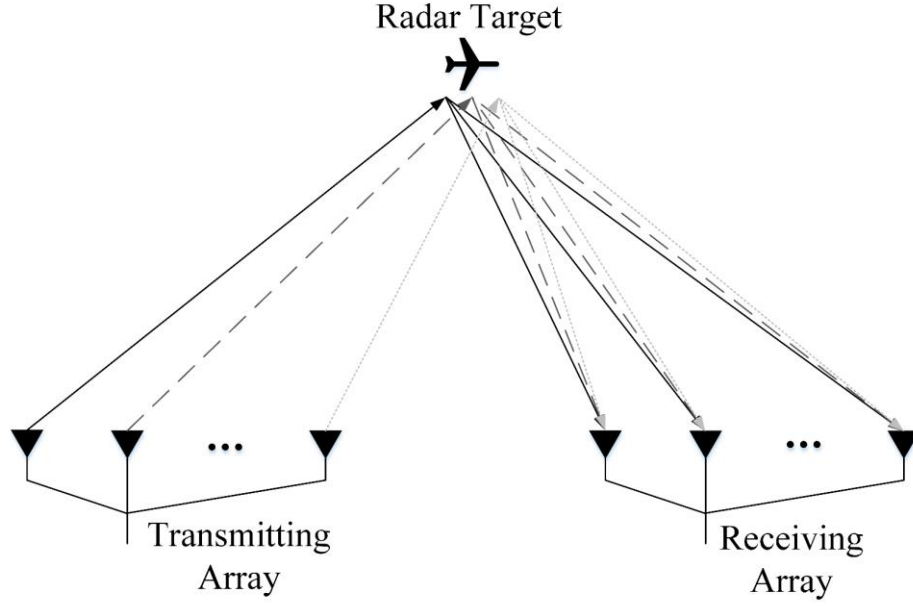 Radar Target
...
...
Transmitting
Array
Receiving
Array